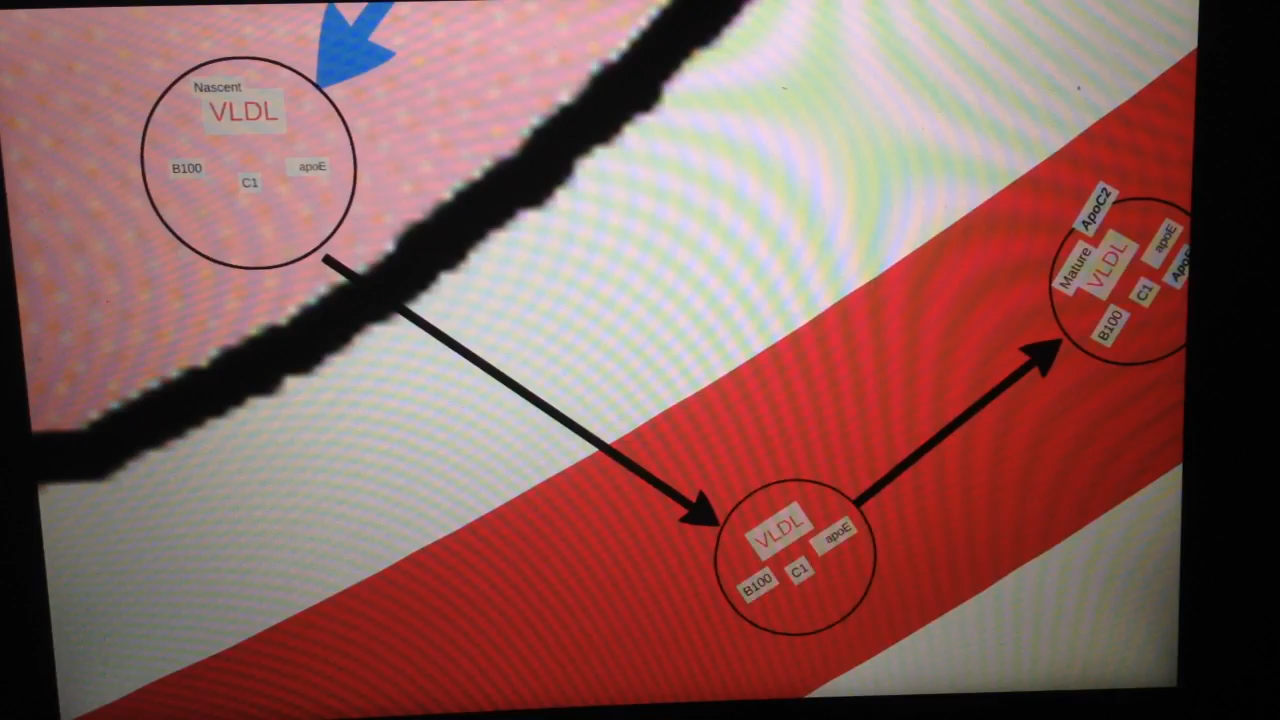 Nascent
VLDL
B100
C1
apoE
VLDL
B100
C1
apoE
ApoC2
Mature
VLDL
apoE
B100
C1